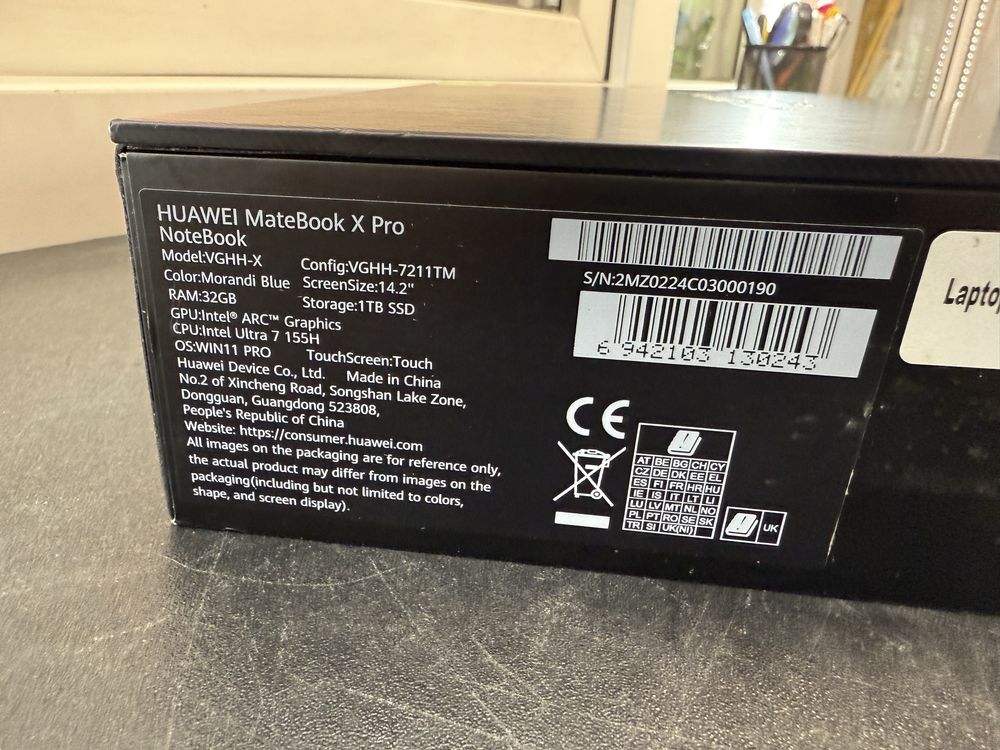 HUAWEI MateBook X Pro
NoteBook
Model:VGHH-X Config:VGHH-7211TM
Color:Morandi Blue ScreenSize:14.2"
RAM:32GB Storage:1TB SSD
GPU:Intel® ARC™ Graphics
CPU:Intel Ultra 7 155H
OS:WIN11 PRO TouchScreen:Touch
Huawei Device Co., Ltd. Made in China
No.2 of Xincheng Road, Songshan Lake Zone,
Dongguan, Guangdong 523808,
People's Republic of China
Website: https://consumer.huawei.com
All images on the packaging are for reference only,
the actual product may differ from images on the
packaging(including but not limited to colors,
shape, and screen display).
S/N:2MZ0224C03000190
6 942103 130243
CE
AT BE BG CH CY
CZ DE DK EE EL
ES FI FR HR HU
IE IS IT LT LI
LU LV MT NL NO
PL PT RO SE SK
TR SI UK(NI)
UK